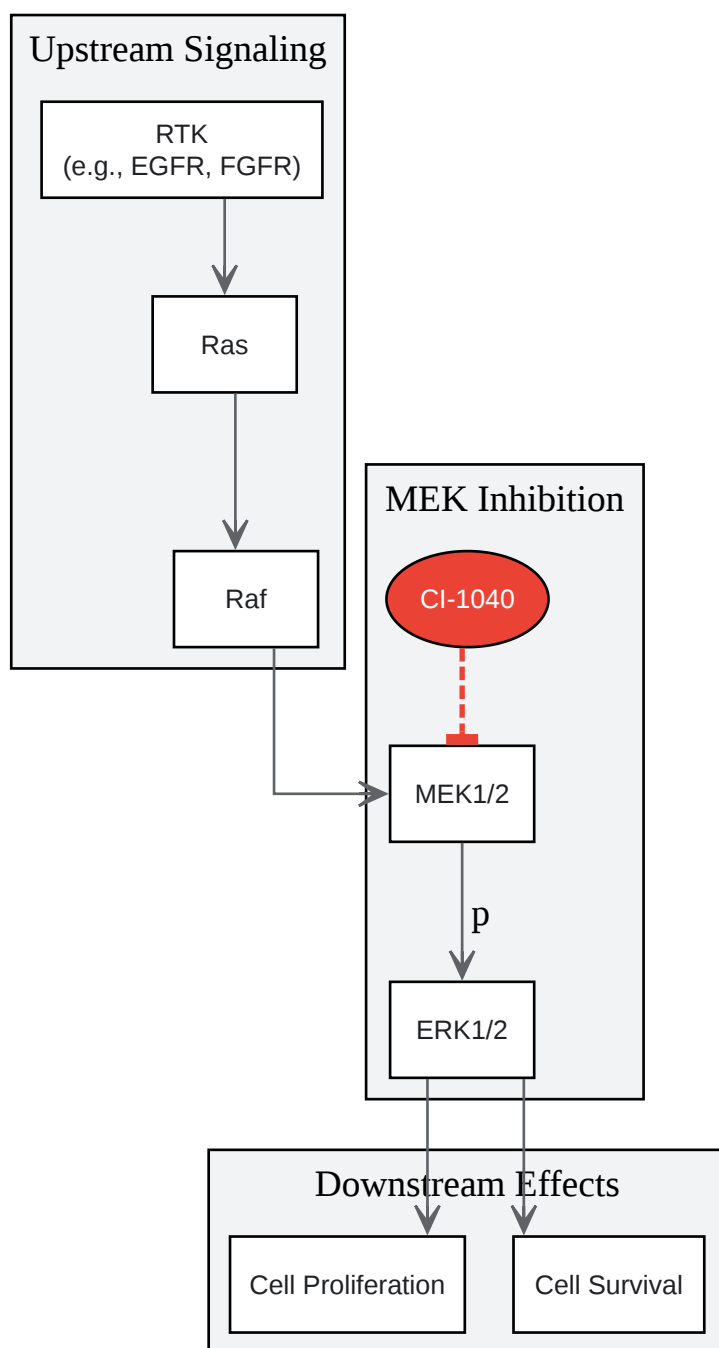 Upstream Signaling
RTK
(e.g., EGFR, FGFR)
Ras
Raf
MEK Inhibition
CI-1040
MEK1/2
p
ERK1/2
Downstream Effects
Cell Proliferation
Cell Survival